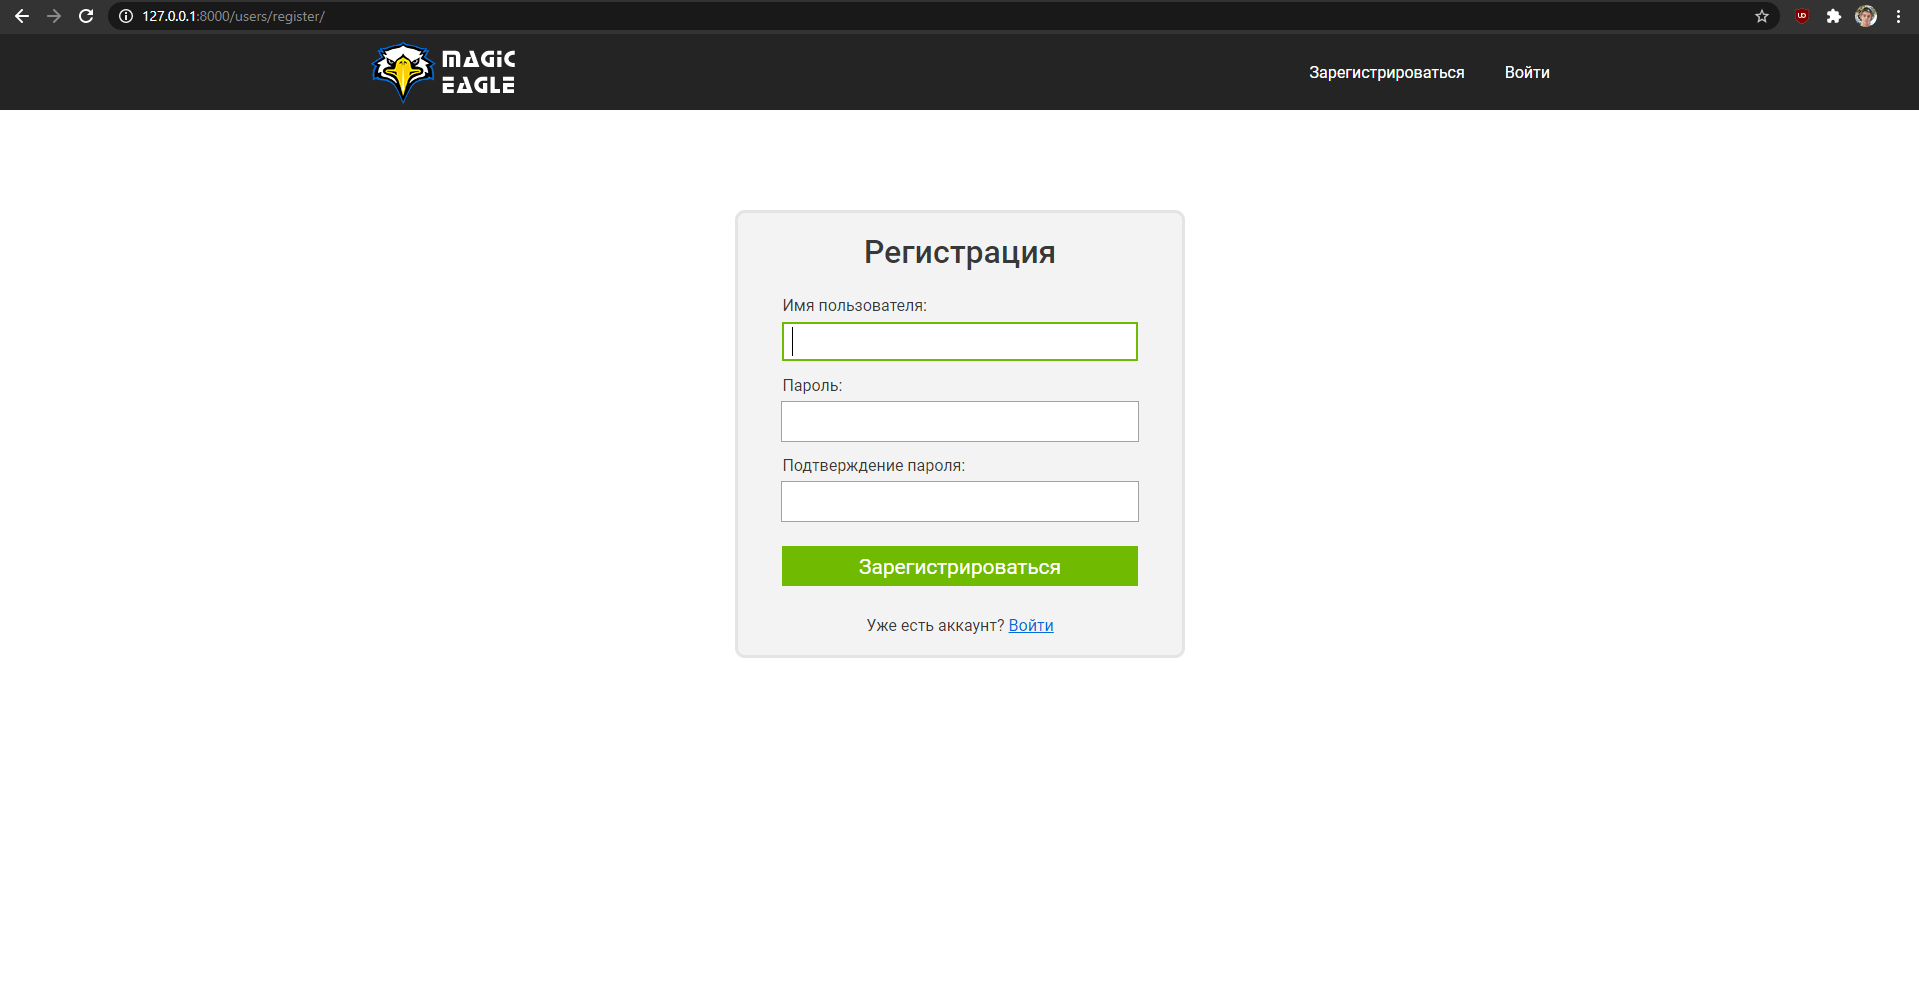 127.0.0.1:8000/users/register/
MAGIC
EAGLE
Зарегистрироваться
Войти
Регистрация
Имя пользователя:
Пароль:
Подтверждение пароля:
Зарегистрироваться
Уже есть аккаунт? Войти